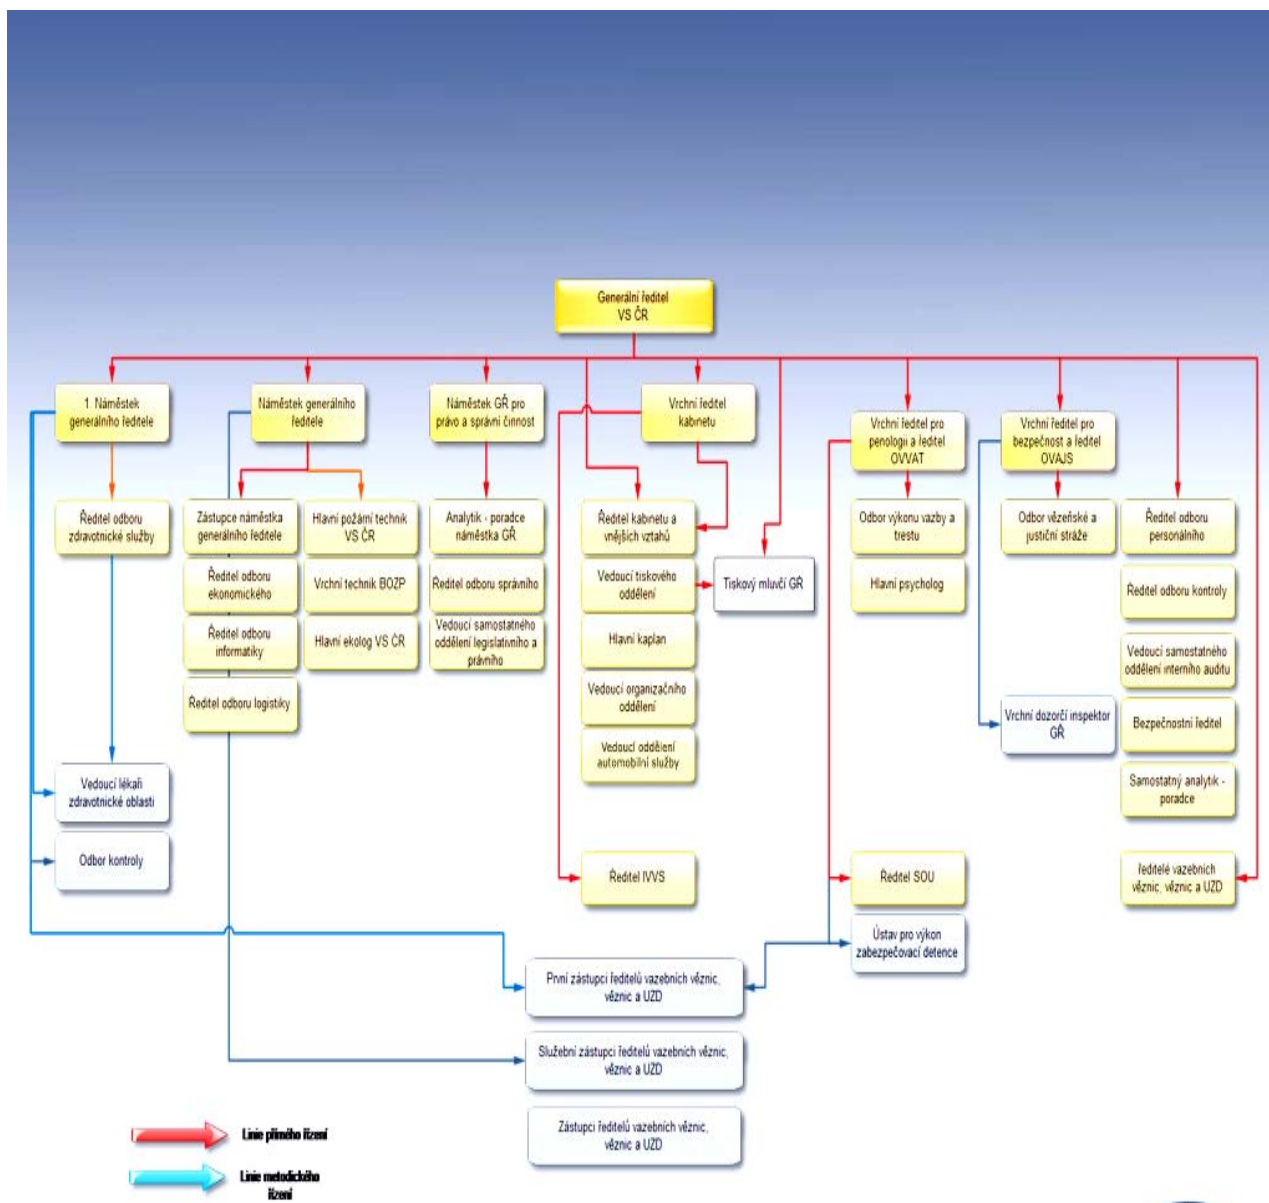 Generální ředitel
VS ČR
1. Náměstek
generálního ředitele
Náměstek generálního
ředitele
Náměstek GŘ pro
právo a správní činnost
Vrchní ředitel
kabinetu
Vrchní ředitel pro
penologii a ředitel
OVVAT
Vrchní ředitel pro
bezpečnost a ředitel
OVAJS
Ředitel odboru
zdravotnické služby
Zástupce náměstka
generálního ředitele
Hlavní požární technik
VS ČR
Analytik - poradce
náměstka GŘ
Ředitel kabinetu a
vnějších vztahů
Odbor výkonu vazby a
trestu
Odbor vězeňské a
justiční stráže
Ředitel odboru
personálního
Ředitel odboru
ekonomického
Vrchní technik BOZP
Ředitel odboru správního
Vedoucí tiskového
oddělení
Tiskový mluvčí GŘ
Hlavní psycholog
Ředitel odboru kontroly
Ředitel odboru
informatiky
Hlavní ekolog VS ČR
Vedoucí samostatného
oddělení legislativního a
právního
Hlavní kaplan
Vedoucí samostatného
oddělení interního auditu
Ředitel odboru logistiky
Vedoucí organizačního
oddělení
Vrchní dozorčí inspektor
GŘ
Bezpečnostní ředitel
Vedoucí oddělení
automobilní služby
Vedoucí lékaři
zdravotnické oblasti
Samostatný analytik -
poradce
Odbor kontroly
Ředitel IVVS
Ředitel SOU
ředitelé vazebních
věznic, věznic a UZD
Ústav pro výkon
zabezpečovací detence
První zástupci ředitelů vazebních věznic,
věznic a UZD
Služební zástupci ředitelů vazebních věznic,
věznic a UZD
Zástupci ředitelů vazebních věznic,
věznic a UZD
Linie přímého řízení
Linie metodického
řízení